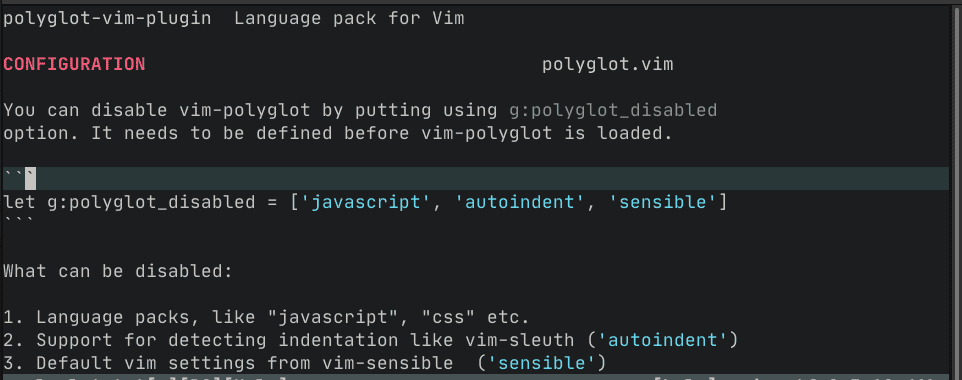 polyglot-vim-plugin  Language pack for Vim
CONFIGURATION                                    polyglot.vim
You can disable vim-polyglot by putting using g:polyglot_disabled
option. It needs to be defined before vim-polyglot is loaded.
```
let g:polyglot_disabled = ['javascript', 'autoindent', 'sensible']
```
What can be disabled:
1. Language packs, like "javascript", "css" etc.
2. Support for detecting indentation like vim-sleuth ('autoindent')
3. Default vim settings from vim-sensible  ('sensible')